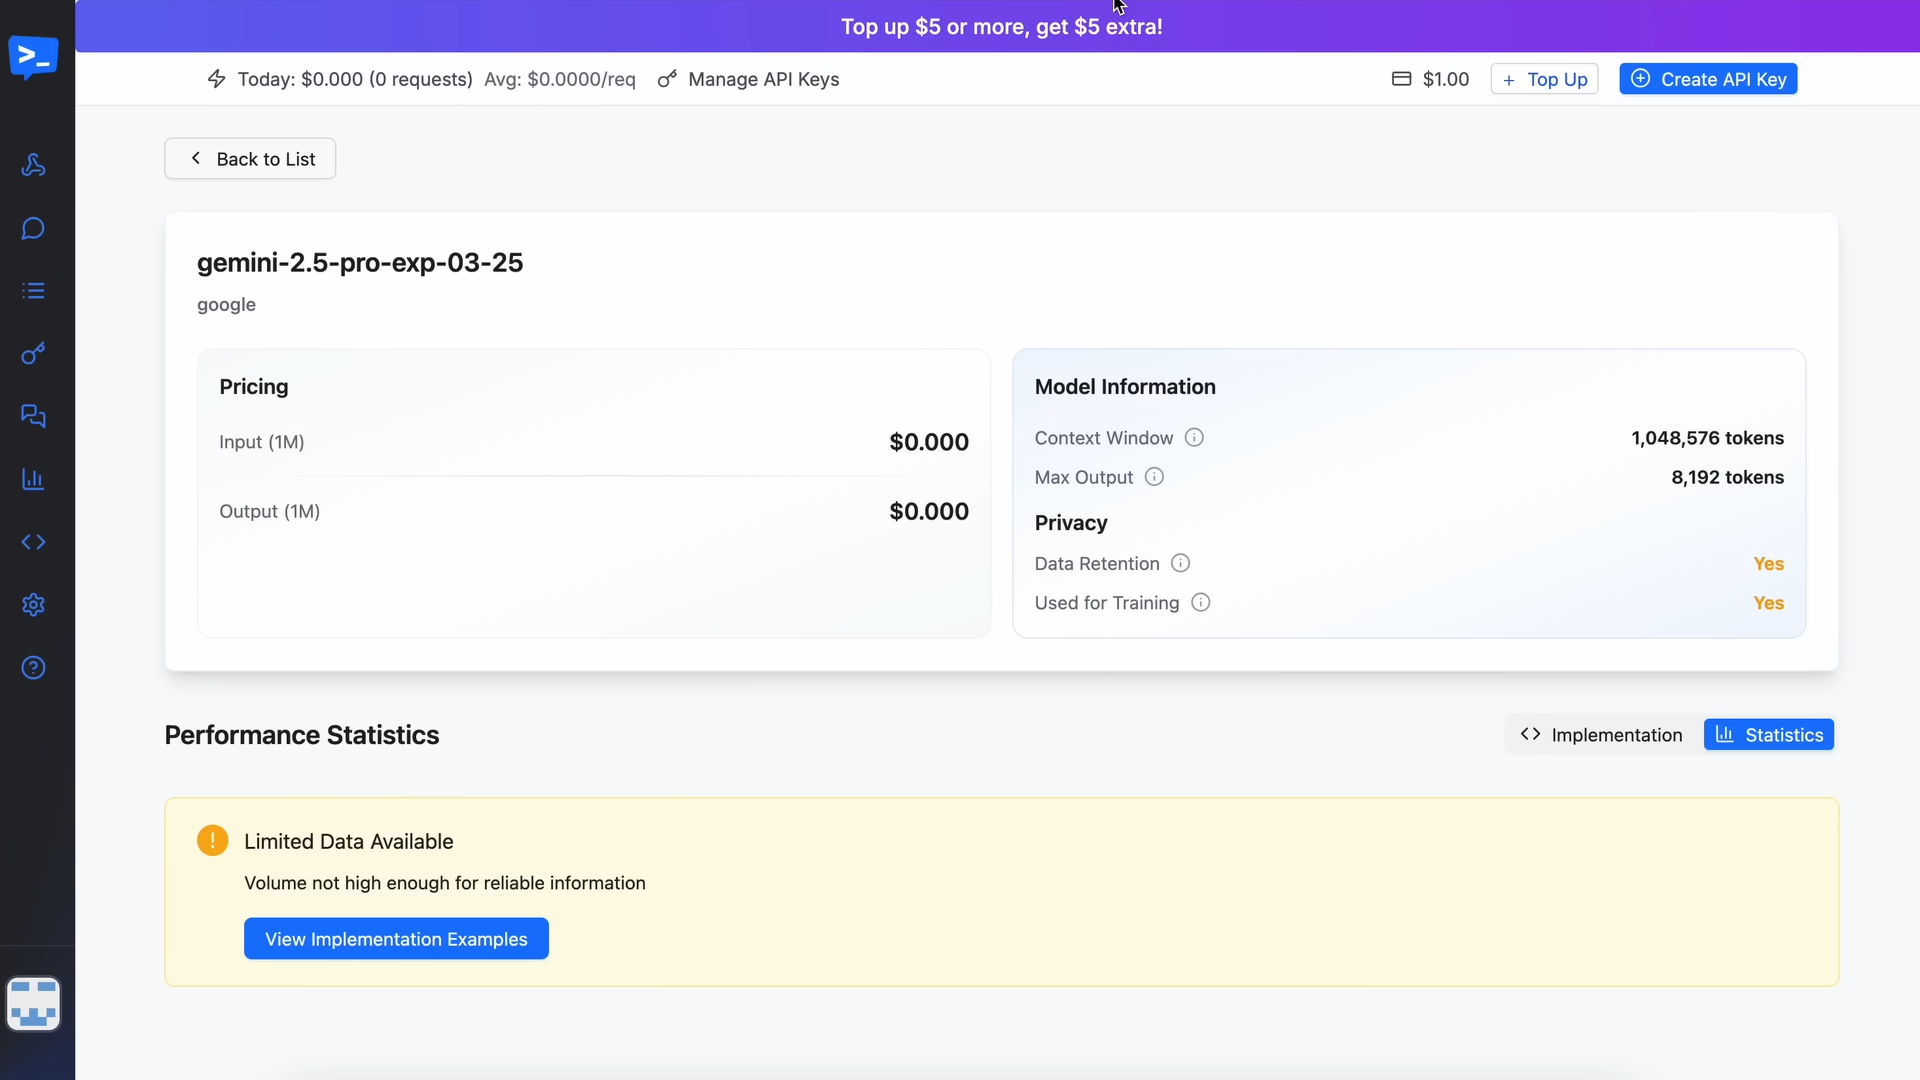 Top up $5 or more, get $5 extra!
Today: $0.000 (0 requests) Avg: $0.0000/req Manage API Keys $1.00 + Top Up Create API Key
Back to List
gemini-2.5-pro-exp-03-25
google
Pricing
Input (1M) $0.000
Output (1M) $0.000
Model Information
Context Window 1,048,576 tokens
Max Output 8,192 tokens
Privacy
Data Retention Yes
Used for Training Yes
Performance Statistics
Implementation Statistics
Limited Data Available
Volume not high enough for reliable information
View Implementation Examples